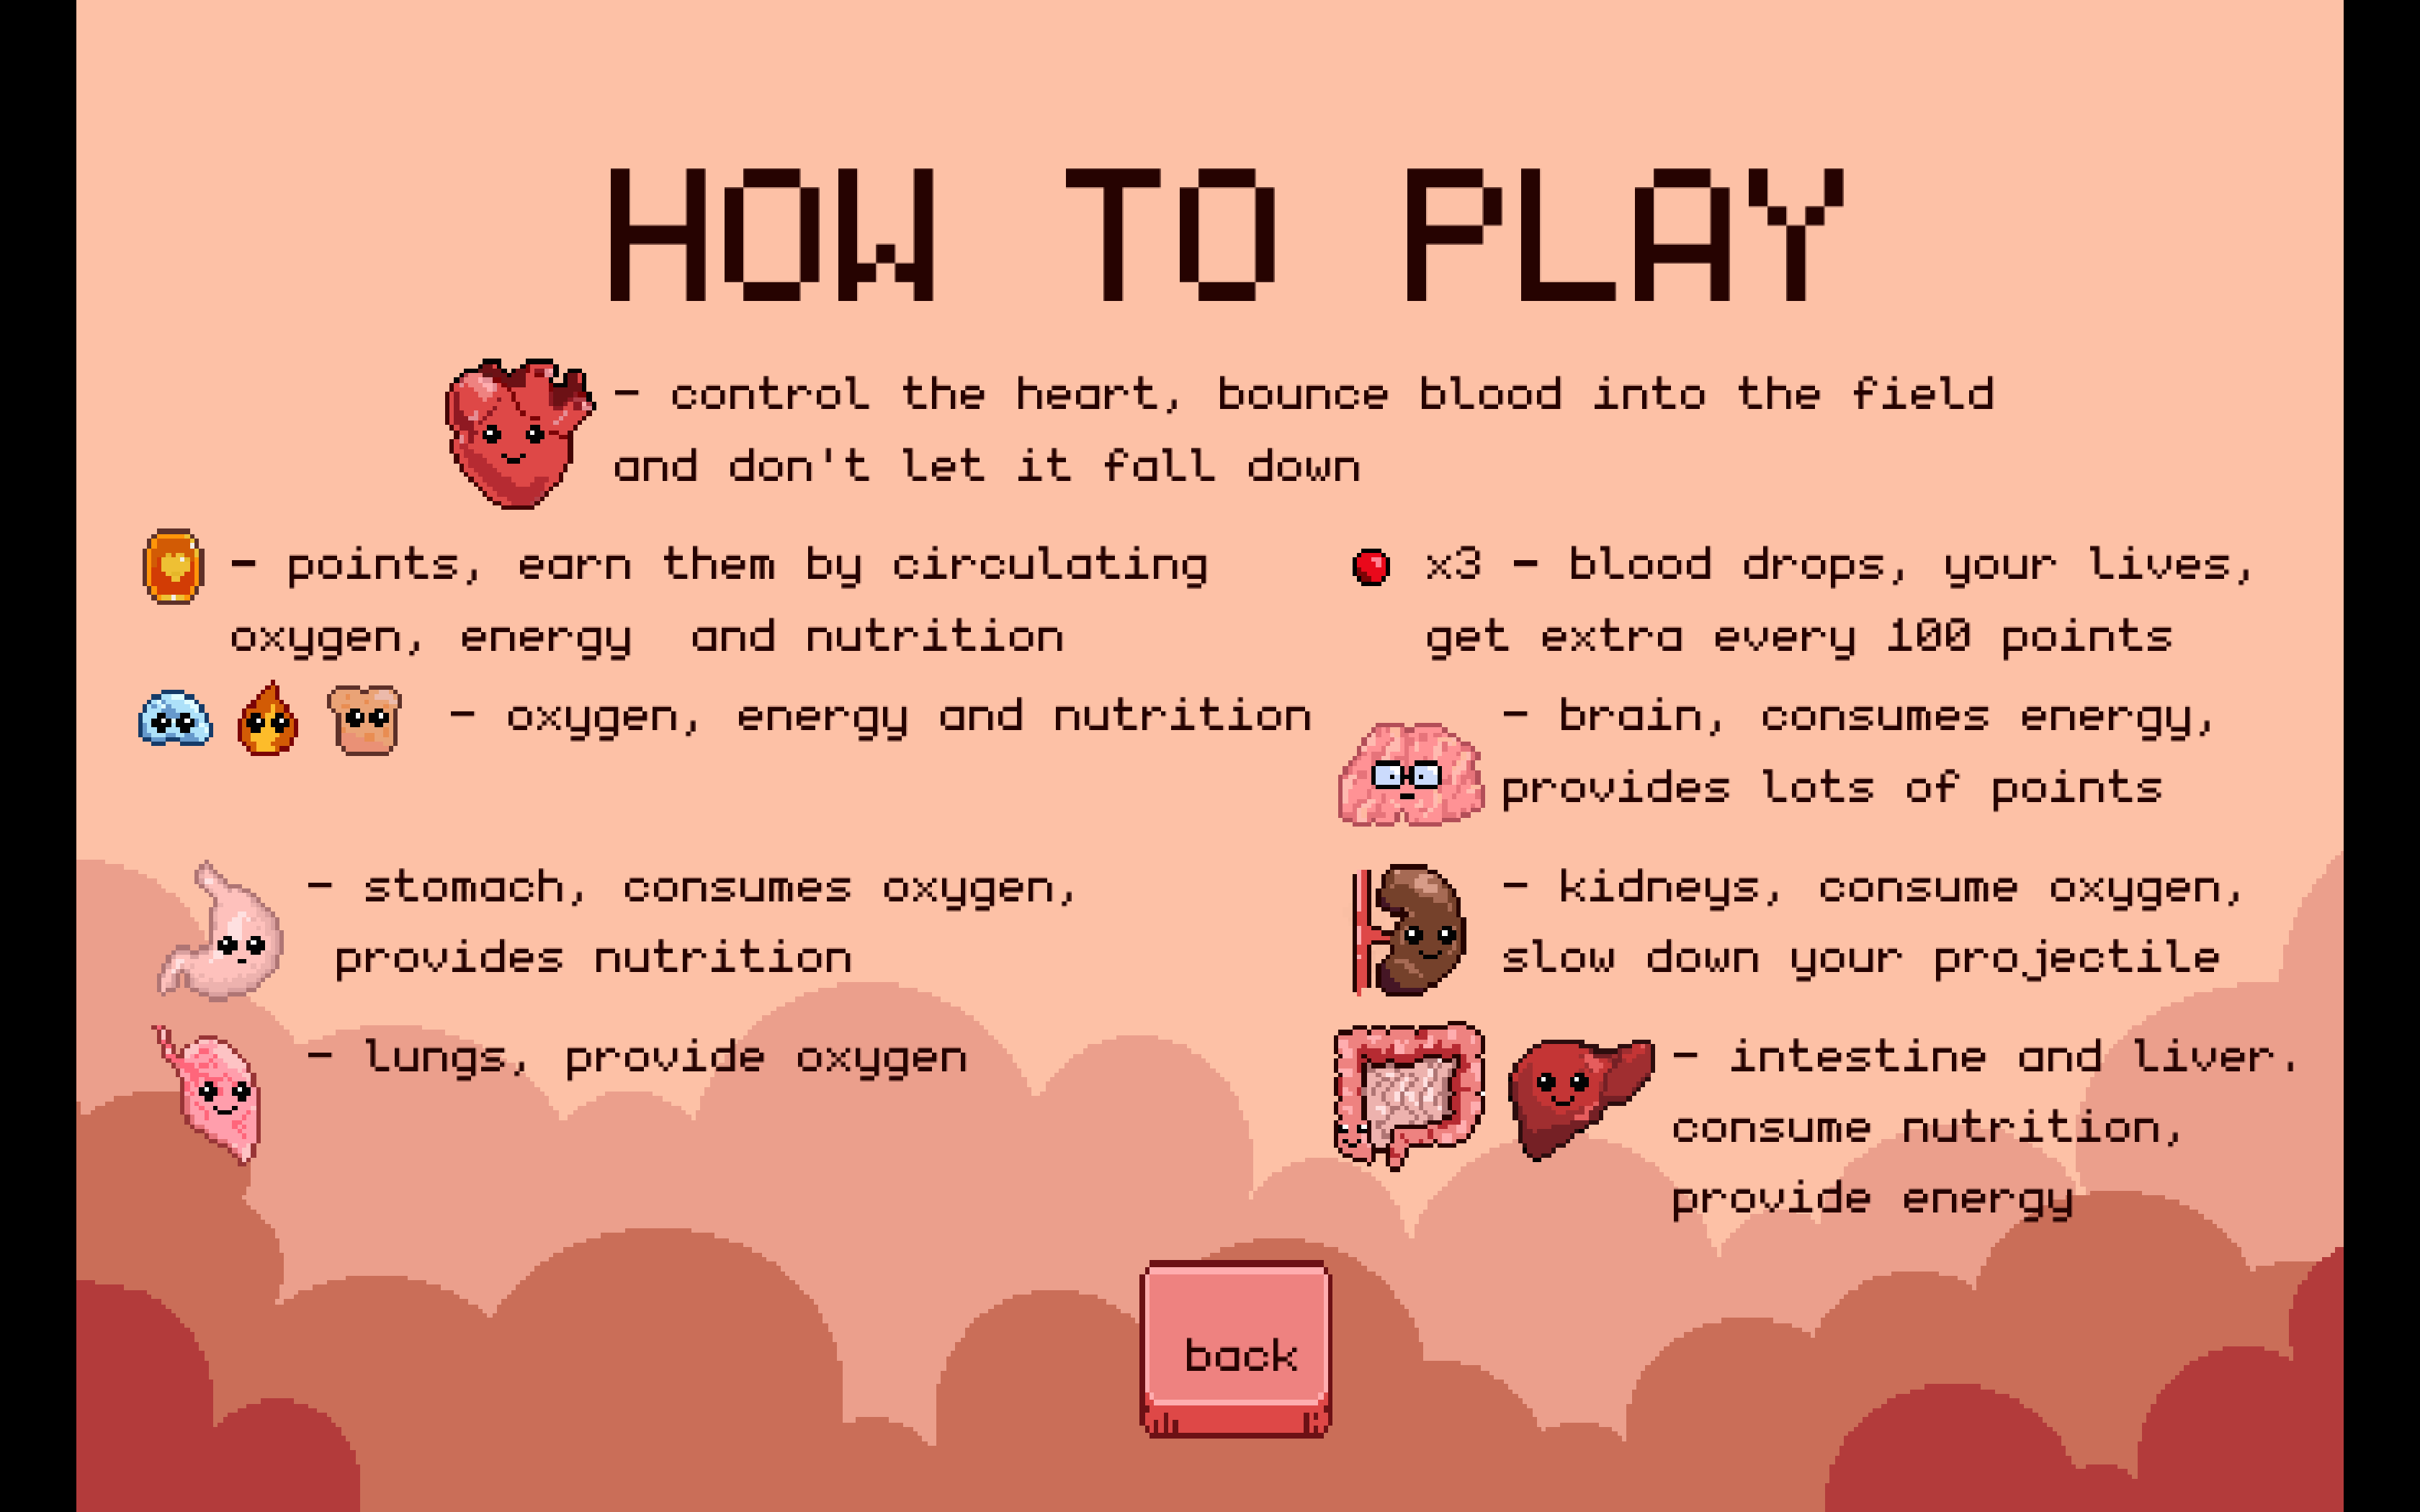 HOW TO PLAY
- control the heart, bounce blood into the field
and don't let it fall down
- points, earn them by circulating
oxygen, energy  and nutrition
x3 - blood drops, your lives,
get extra every 100 points
- oxygen, energy and nutrition
- brain, consumes energy,
provides lots of points
- stomach, consumes oxygen,
provides nutrition
- kidneys, consume oxygen,
slow down your projectile
- lungs, provide oxygen
- intestine and liver.
consume nutrition,
provide energy
back